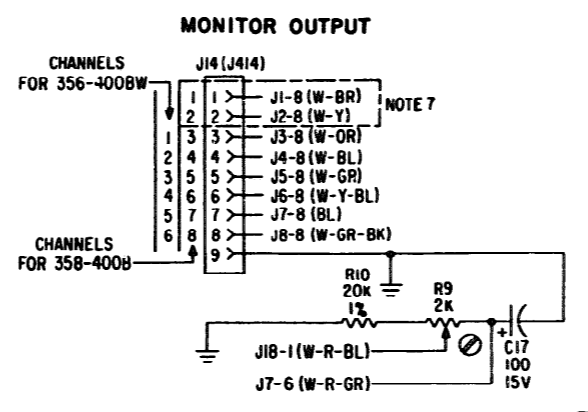 MONITOR OUTPUT
CHANNELS
FOR 356-400BW
J14 (J414)
1 1 J1-8 (W-BR)
2 2 J2-8 (W-Y)
NOTE 7
1 3 3 J3-8 (W-OR)
2 4 4 J4-8 (W-BL)
3 5 5 J5-8 (W-GR)
4 6 6 J6-8 (W-Y-BL)
5 7 7 J7-8 (BL)
6 8 8 J8-8 (W-GR-BK)
9
CHANNELS
FOR 358-400B
R10
20K
1%
R9
2K
+
C17
100
15V
J18-1 (W-R-BL)
J7-6 (W-R-GR)